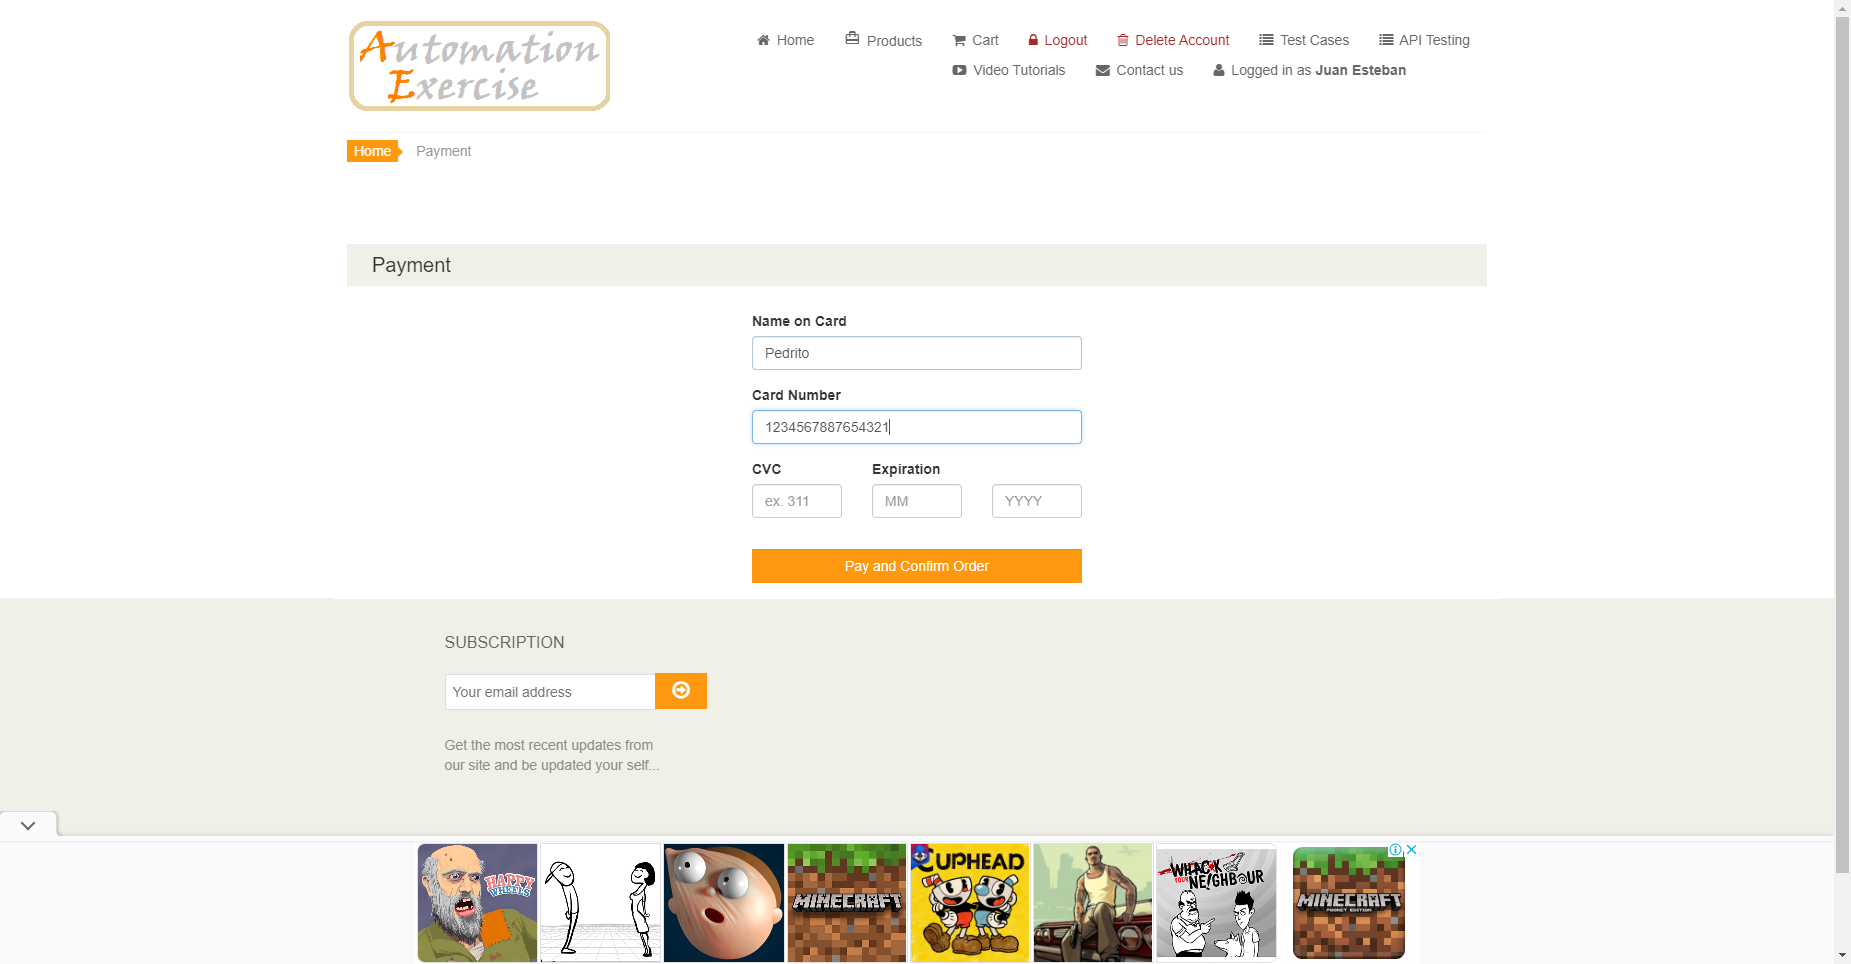 Automation
Exercise
Home
Products
Cart
Logout
Delete Account
Test Cases
API Testing
Video Tutorials
Contact us
Logged in as Juan Esteban
Home
Payment
Payment
Name on Card
Pedrito
Card Number
1234567887654321
CVC
Expiration
ex. 311
MM
YYYY
Pay and Confirm Order
SUBSCRIPTION
Your email address
Get the most recent updates from
our site and be updated your self...
HAPPY
WHEELS
MINECRAFT
CUPHEAD
WHACK
YOUR
NE!GHBOUR
MINECRAFT
POCKET EDITION